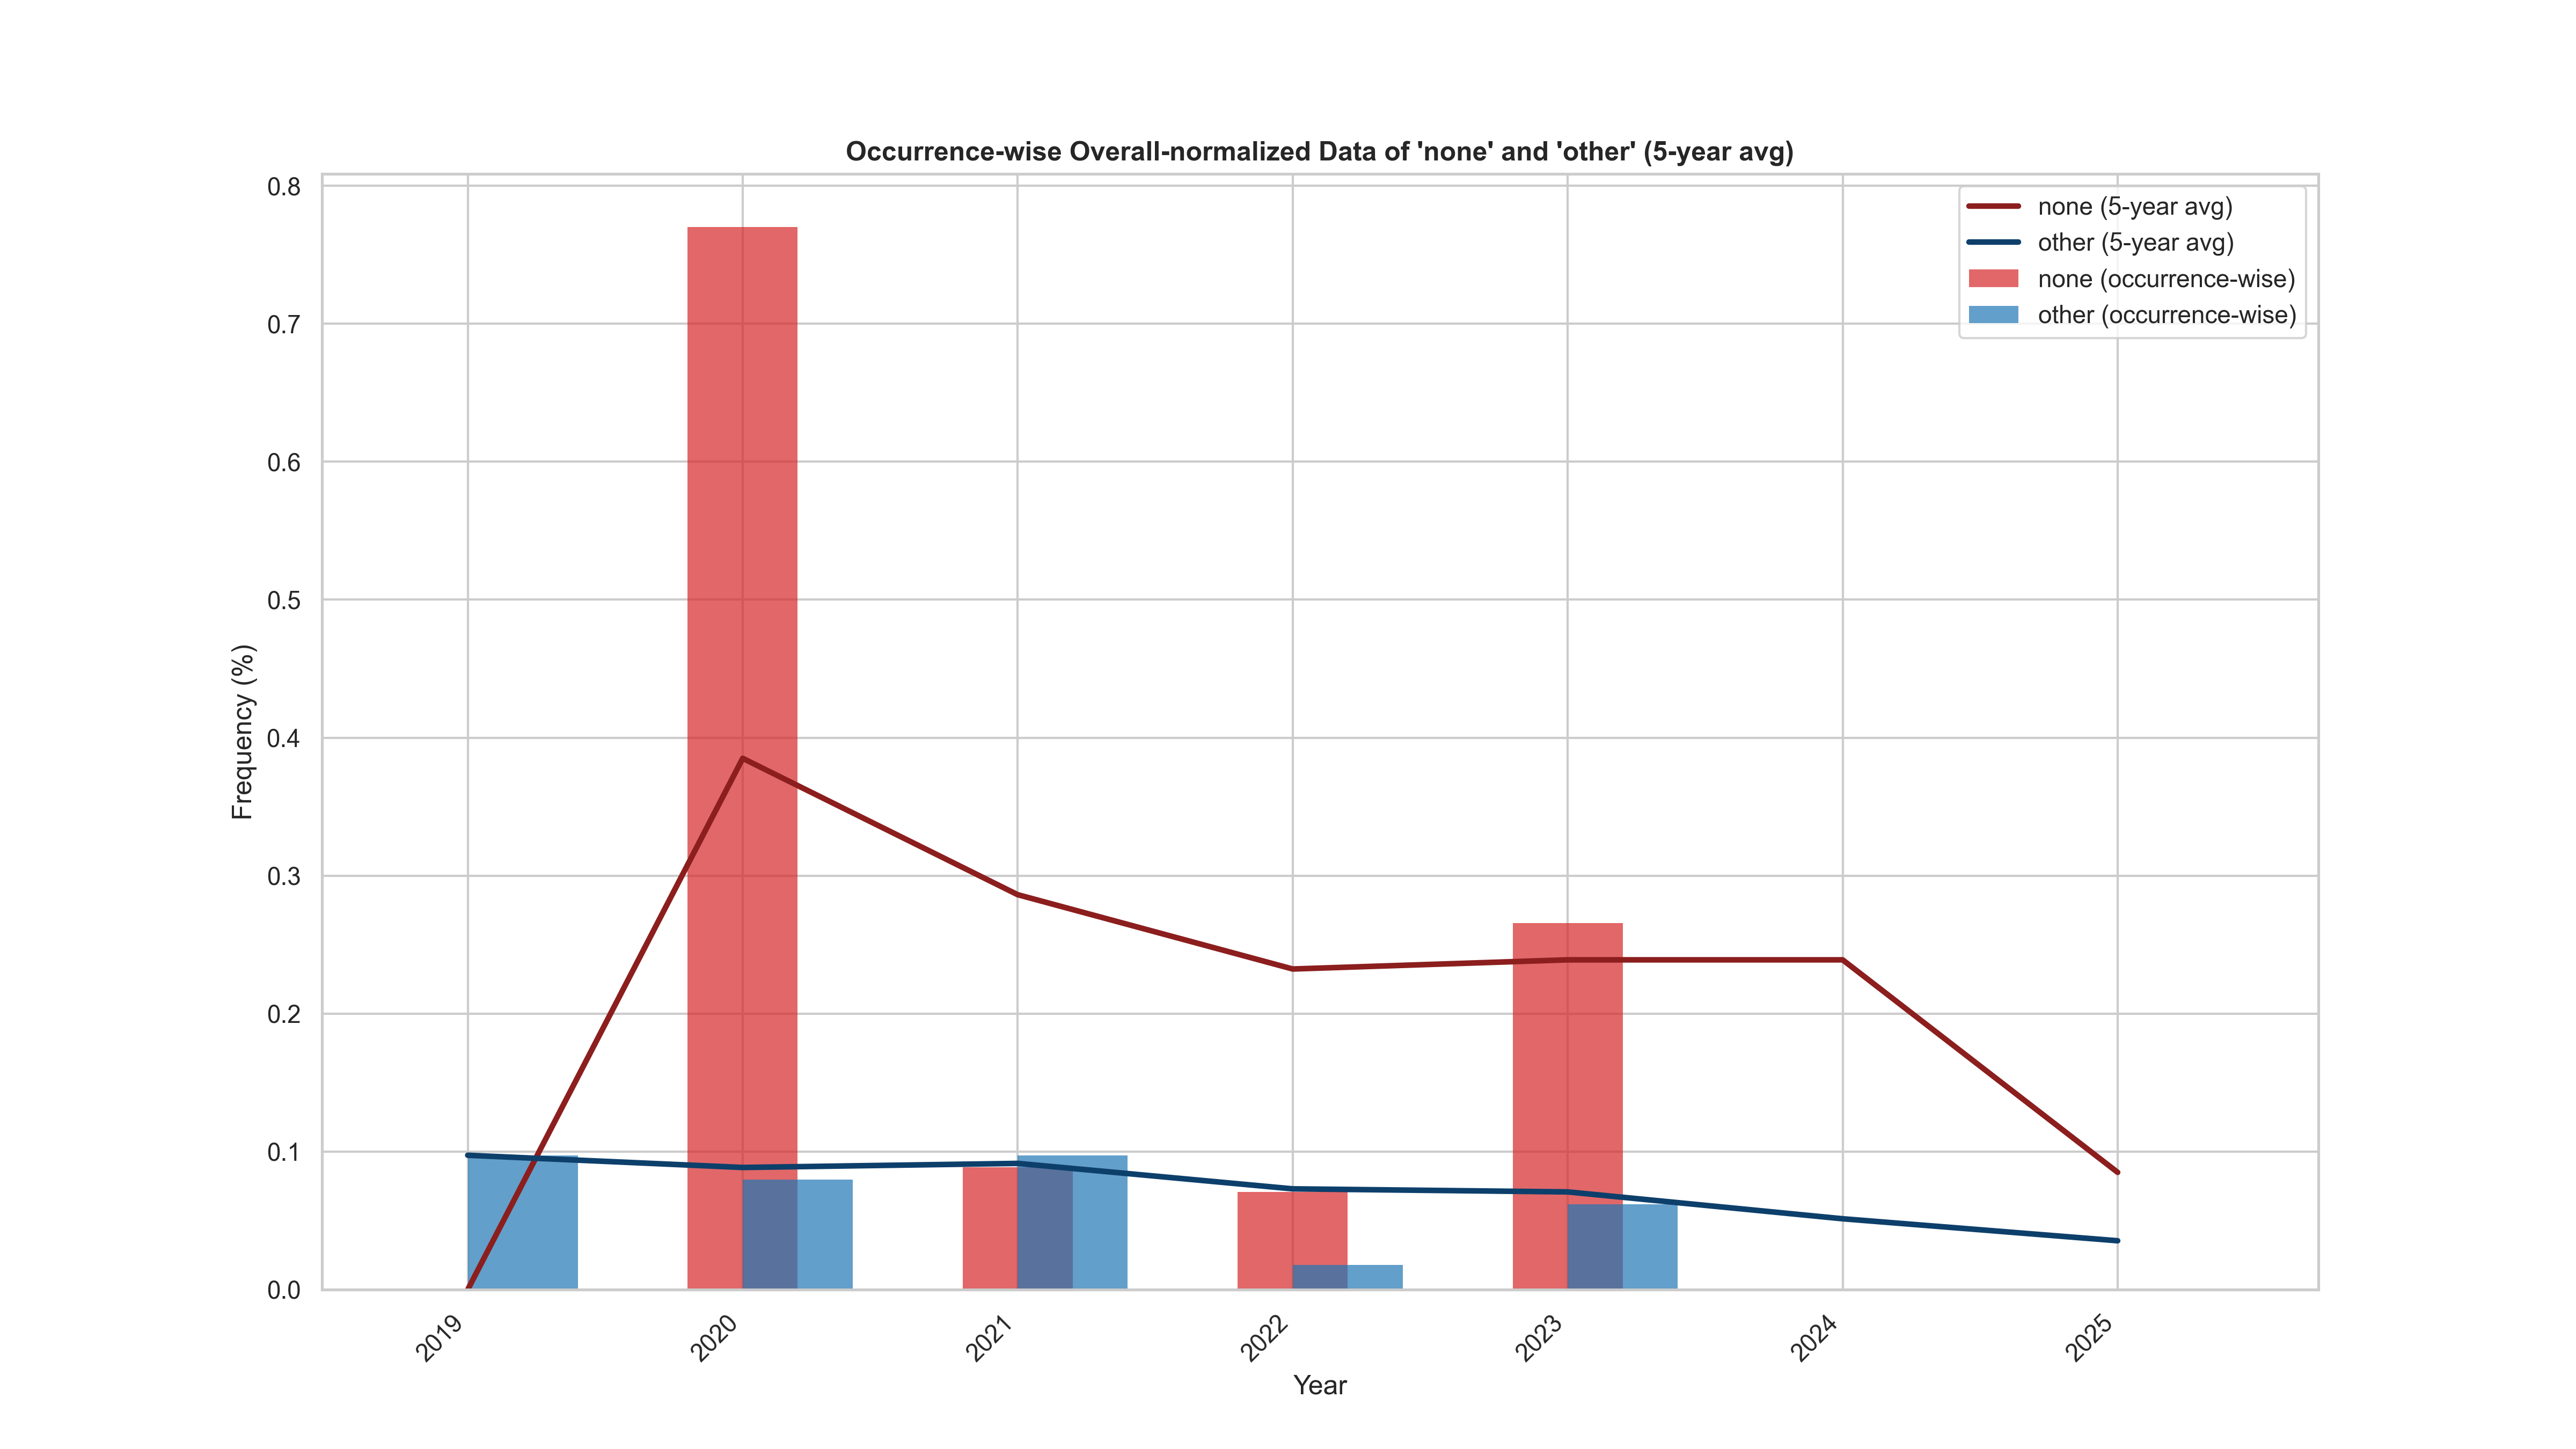 Occurrence-wise Overall-normalized Data of 'none' and 'other' (5-year avg)
none (5-year avg)
other (5-year avg)
none (occurrence-wise)
other (occurrence-wise)
Frequency (%)
0.8
0.7
0.6
0.5
0.4
0.3
0.2
0.1
0.0
2019
2020
2021
2022
2023
2024
2025
Year